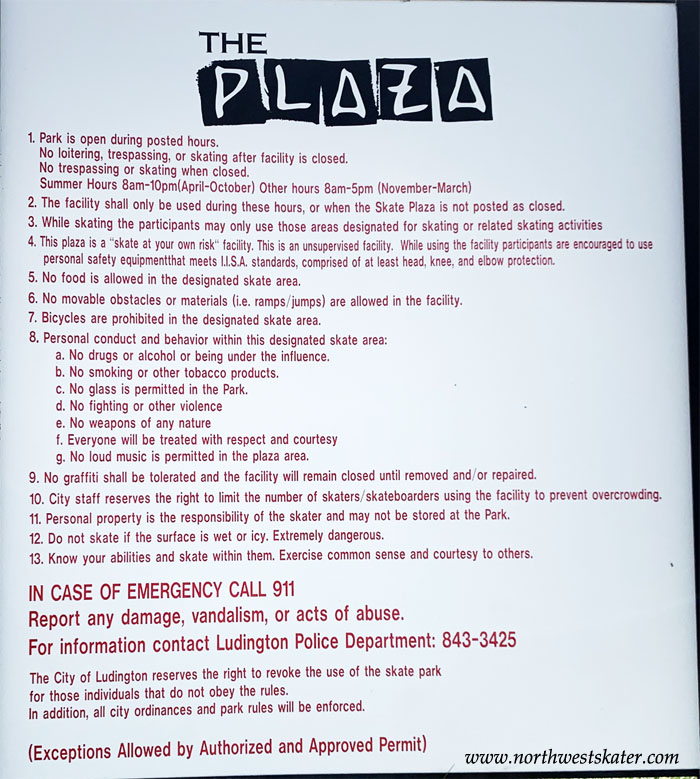 THE
PLAZA
1. Park is open during posted hours.
No loitering, trespassing, or skating after facility is closed.
No trespassing or skating when closed.
Summer Hours 8am-10pm(April-October) Other hours 8am-5pm (November-March)
2. The facility shall only be used during these hours, or when the Skate Plaza is not posted as closed.
3. While skating the participants may only use those areas designated for skating or related skating activities
4. This plaza is a "skate at your own risk" facility. This is an unsupervised facility. While using the facility participants are encouraged to use
personal safety equipmentthat meets I.I.S.A. standards, comprised of at least head, knee, and elbow protection.
5. No food is allowed in the designated skate area.
6. No movable obstacles or materials (i.e. ramps/jumps) are allowed in the facility.
7. Bicycles are prohibited in the designated skate area.
8. Personal conduct and behavior within this designated skate area:
a. No drugs or alcohol or being under the influence.
b. No smoking or other tobacco products.
c. No glass is permitted in the Park.
d. No fighting or other violence
e. No weapons of any nature
f. Everyone will be treated with respect and courtesy
g. No loud music is permitted in the plaza area.
9. No graffiti shall be tolerated and the facility will remain closed until removed and/or repaired.
10. City staff reserves the right to limit the number of skaters/skateboarders using the facility to prevent overcrowding.
11. Personal property is the responsibility of the skater and may not be stored at the Park.
12. Do not skate if the surface is wet or icy. Extremely dangerous.
13. Know your abilities and skate within them. Exercise common sense and courtesy to others.
IN CASE OF EMERGENCY CALL 911
Report any damage, vandalism, or acts of abuse.
For information contact Ludington Police Department: 843-3425
The City of Ludington reserves the right to revoke the use of the skate park
for those individuals that do not obey the rules.
In addition, all city ordinances and park rules will be enforced.
(Exceptions Allowed by Authorized and Approved Permit)
www.northwestskater.com